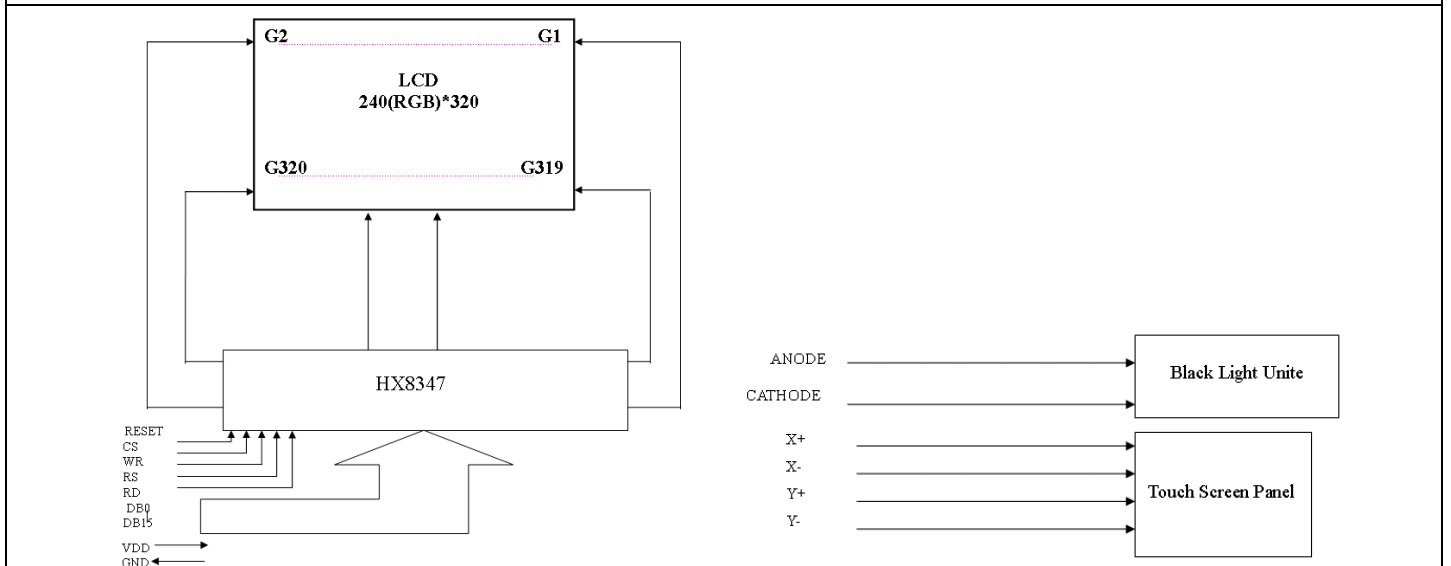 G2 G1
LCD
240(RGB)*320
G320 G319
HX8347
RESET
CS
WR
RS
RD
DB0
DB15
VDD
GND
ANODE
CATHODE
Black Light Unite
X+
X-
Y+
Y-
Touch Screen Panel